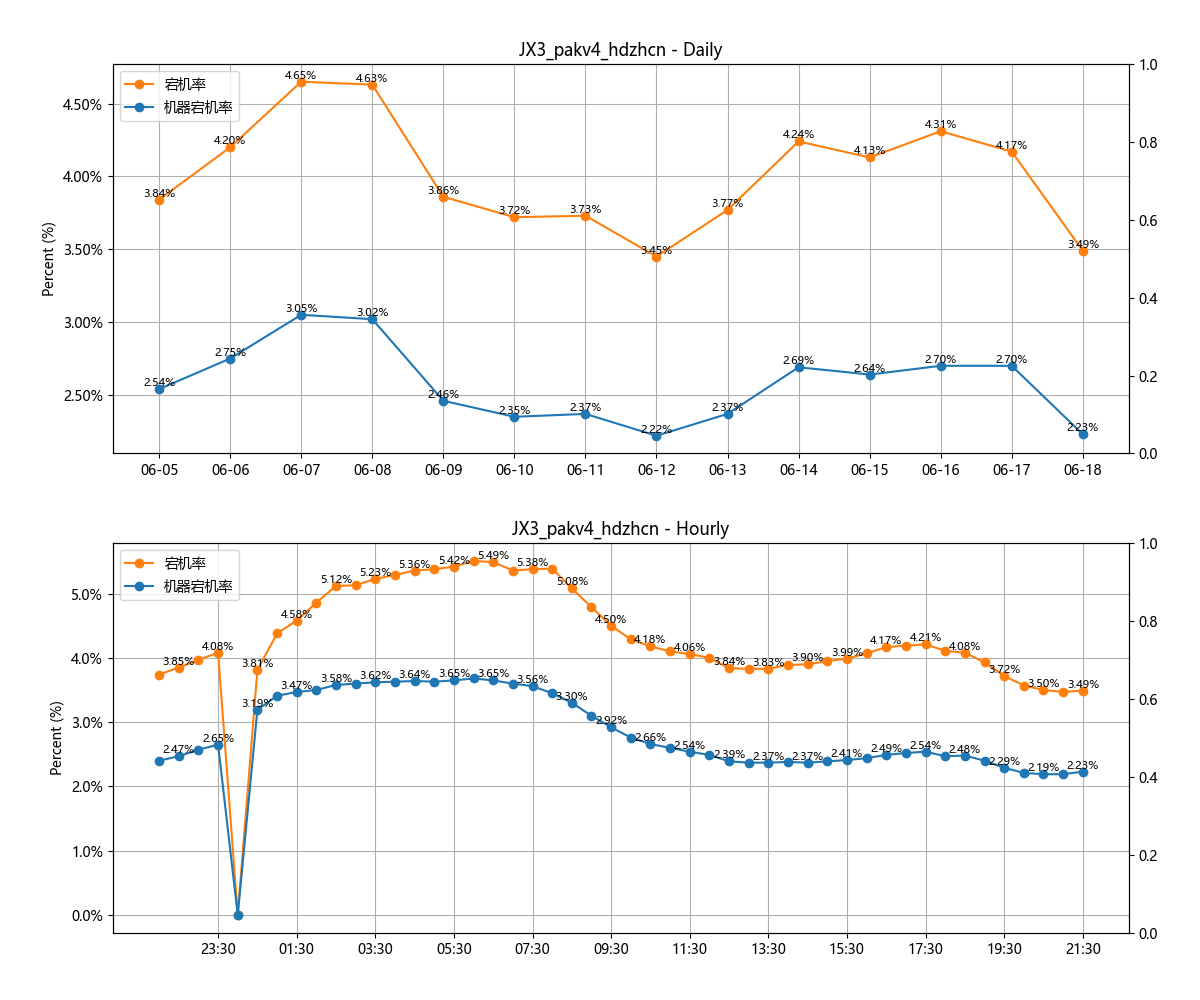 JX3_pakv4_hdzhcn - Daily
宕机率
机器宕机率
Percent (%)
4.50%
4.00%
3.50%
3.00%
2.50%
1.0
0.8
0.6
0.4
0.2
0.0
3.84% 4.20% 4.65% 4.63% 3.86% 3.72% 3.73% 3.45% 3.77% 4.24% 4.13% 4.31% 4.17% 3.49%
2.54% 2.75% 3.05% 3.02% 2.46% 2.35% 2.37% 2.22% 2.37% 2.69% 2.64% 2.70% 2.70% 2.23%
06-05 06-06 06-07 06-08 06-09 06-10 06-11 06-12 06-13 06-14 06-15 06-16 06-17 06-18
JX3_pakv4_hdzhcn - Hourly
宕机率
机器宕机率
Percent (%)
5.0%
4.0%
3.0%
2.0%
1.0%
0.0%
1.0
0.8
0.6
0.4
0.2
0.0
3.85% 4.08% 3.81% 4.58% 5.12% 5.23% 5.36% 5.42% 5.49% 5.38% 5.08% 4.50% 4.18% 4.06% 3.84% 3.83% 3.90% 3.99% 4.17% 4.21% 4.08% 3.72% 3.50% 3.49%
2.47% 2.65% 3.19% 3.47% 3.58% 3.62% 3.64% 3.65% 3.65% 3.56% 3.30% 2.92% 2.66% 2.54% 2.39% 2.37% 2.37% 2.41% 2.49% 2.54% 2.48% 2.29% 2.19% 2.23%
23:30 01:30 03:30 05:30 07:30 09:30 11:30 13:30 15:30 17:30 19:30 21:30